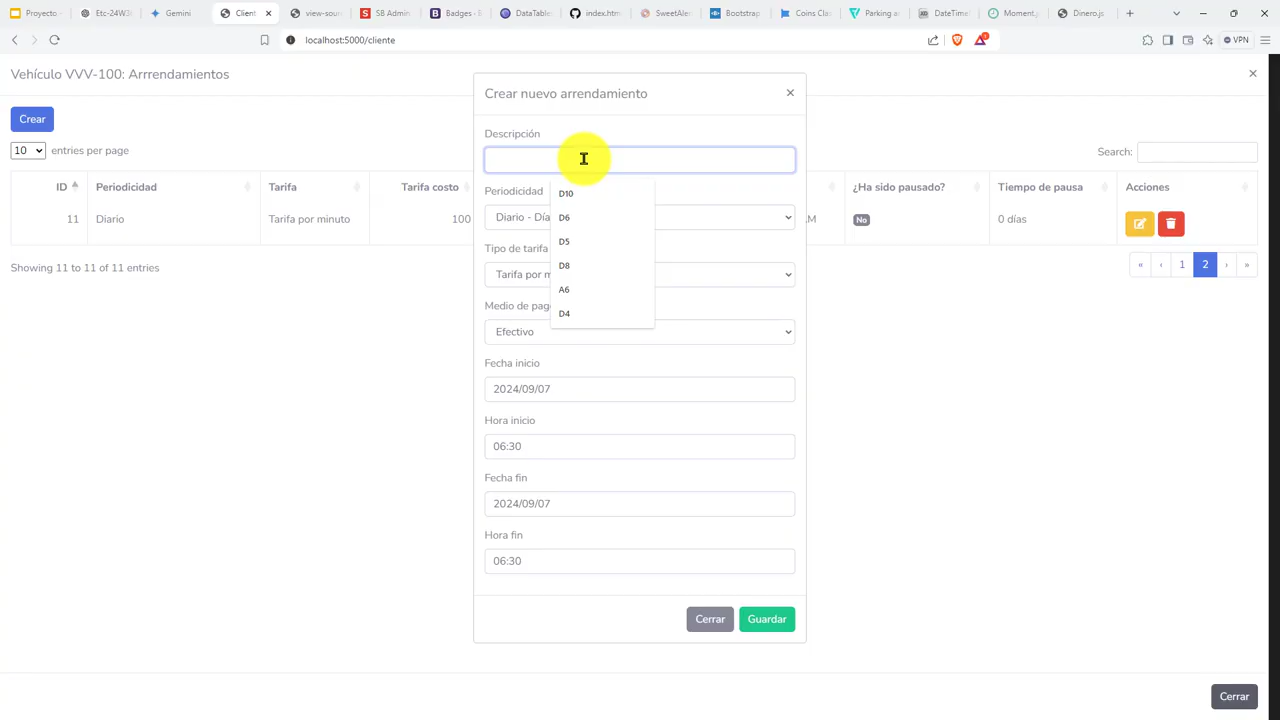 Proyecto
Etc-24W3
Gemini
Client
view-sour
SB Admin
Badges - B
DataTable
index.htm
SweetAler
Bootstrap
Coins Clas
Parking a
DateTime
Moment.j
Dinero.js
localhost:5000/cliente
VPN
Vehículo VVV-100: Arrrendamientos
Crear
10 entries per page
Search:
ID Periodicidad Tarifa Tarifa costo ¿Ha sido pausado? Tiempo de pausa Acciones
11 Diario Tarifa por minuto 100 AM No 0 días
Showing 11 to 11 of 11 entries
« ‹ 1 2 › »
Crear nuevo arrendamiento
Descripción
D10
D6
D5
D8
A6
D4
Periodicidad
Diario - Día
Tipo de tarifa
Tarifa por m
Medio de pag
Efectivo
Fecha inicio
2024/09/07
Hora inicio
06:30
Fecha fin
2024/09/07
Hora fin
06:30
Cerrar Guardar
Cerrar